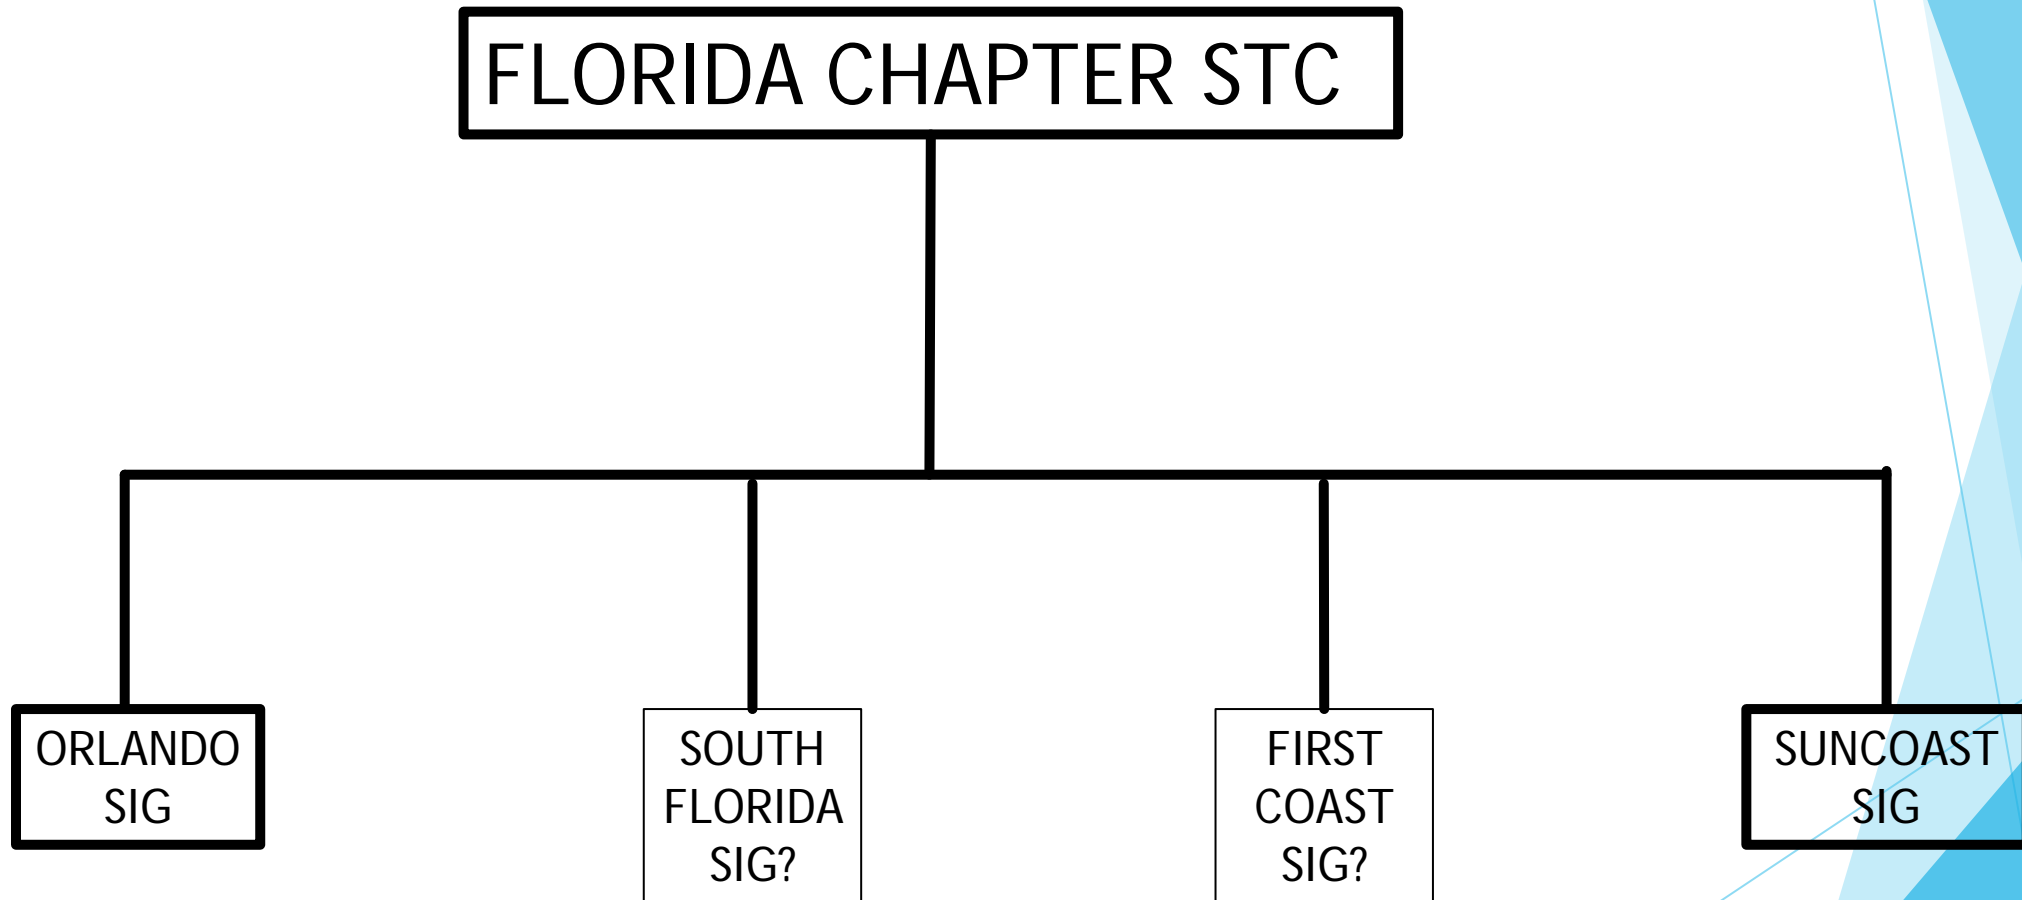 FLORIDA CHAPTER STC
ORLANDO
SIG
SOUTH
FLORIDA
SIG?
FIRST
COAST
SIG?
SUNCOAST
SIG